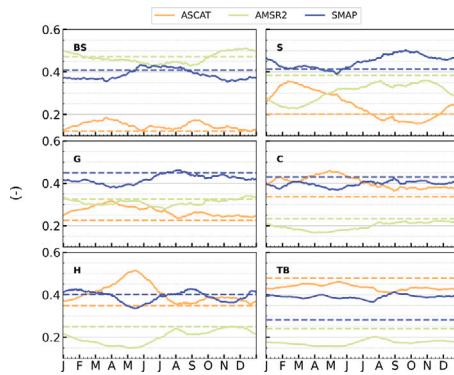 ASCAT AMSR2 SMAP
0.6 BS S
0.4
0.2
0.6 G C
0.4
0.2
(-)
0.6 H TB
0.4
0.2
J F M A M J J A S O N D J F M A M J J A S O N D